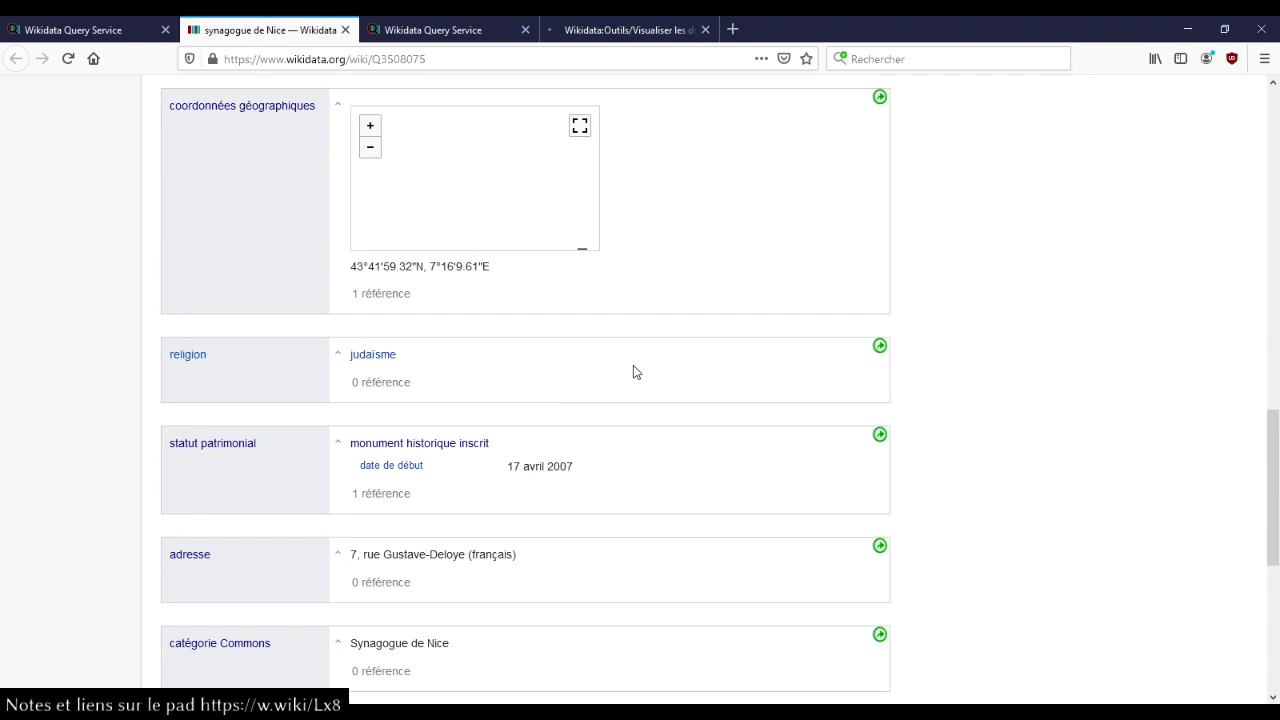 Wikidata Query Service
synagogue de Nice — Wikidata
Wikidata Query Service
Wikidata:Outils/Visualiser les d
https://www.wikidata.org/wiki/Q3508075
Rechercher
coordonnées géographiques
+
−
43°41'59.32"N, 7°16'9.61"E
1 référence
religion
judaïsme
0 référence
statut patrimonial
monument historique inscrit
date de début
17 avril 2007
1 référence
adresse
7, rue Gustave-Deloye (français)
0 référence
catégorie Commons
Synagogue de Nice
0 référence
Notes et liens sur le pad https://w.wiki/Lx8